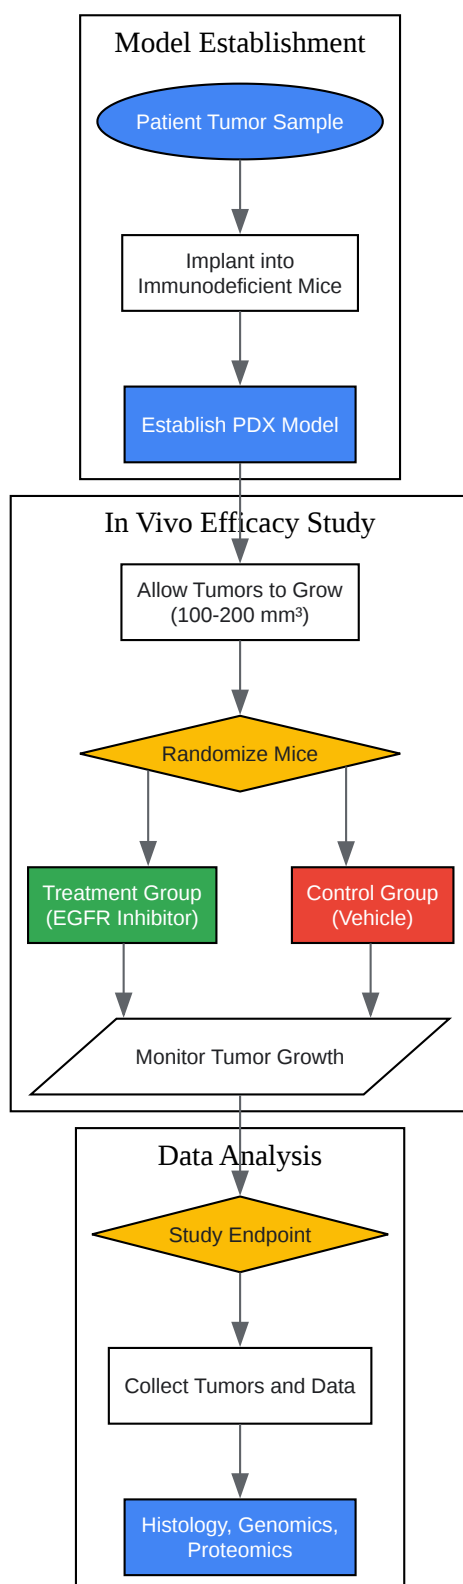 Model Establishment
Patient Tumor Sample
Implant into
Immunodeficient Mice
Establish PDX Model
In Vivo Efficacy Study
Allow Tumors to Grow
(100-200 mm³)
Randomize Mice
Treatment Group
(EGFR Inhibitor)
Control Group
(Vehicle)
Monitor Tumor Growth
Data Analysis
Study Endpoint
Collect Tumors and Data
Histology, Genomics,
Proteomics